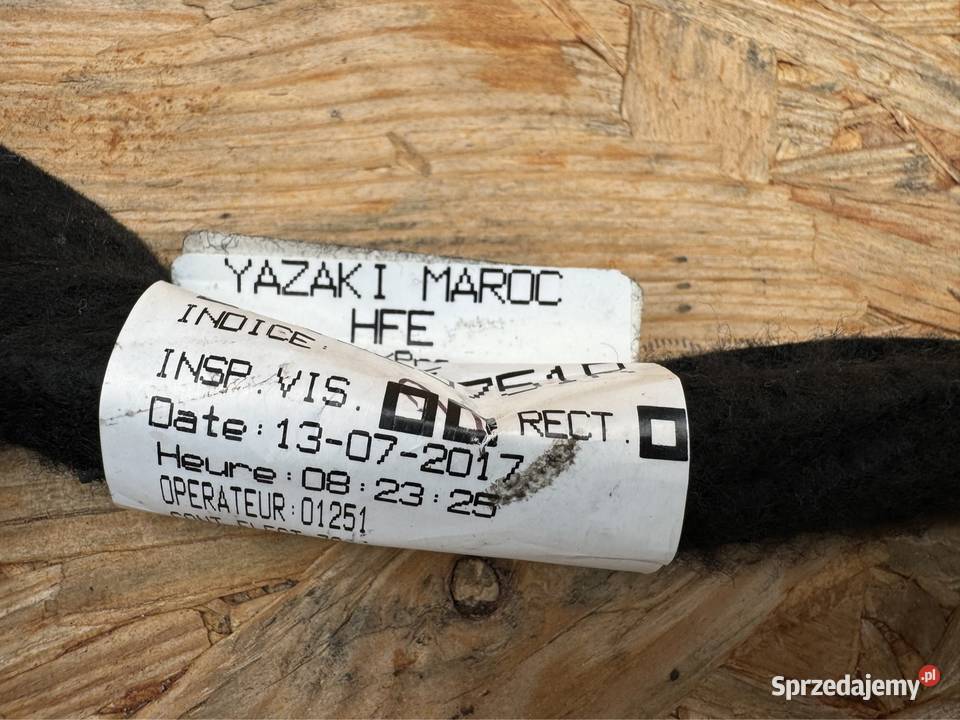 YAZAKI MAROC
HFE
INDICE:
INSP.VIS. RECT.
Date:13-07-2017
Heure:08:23:25
OPERATEUR:01251
Sprzedajemy.pl